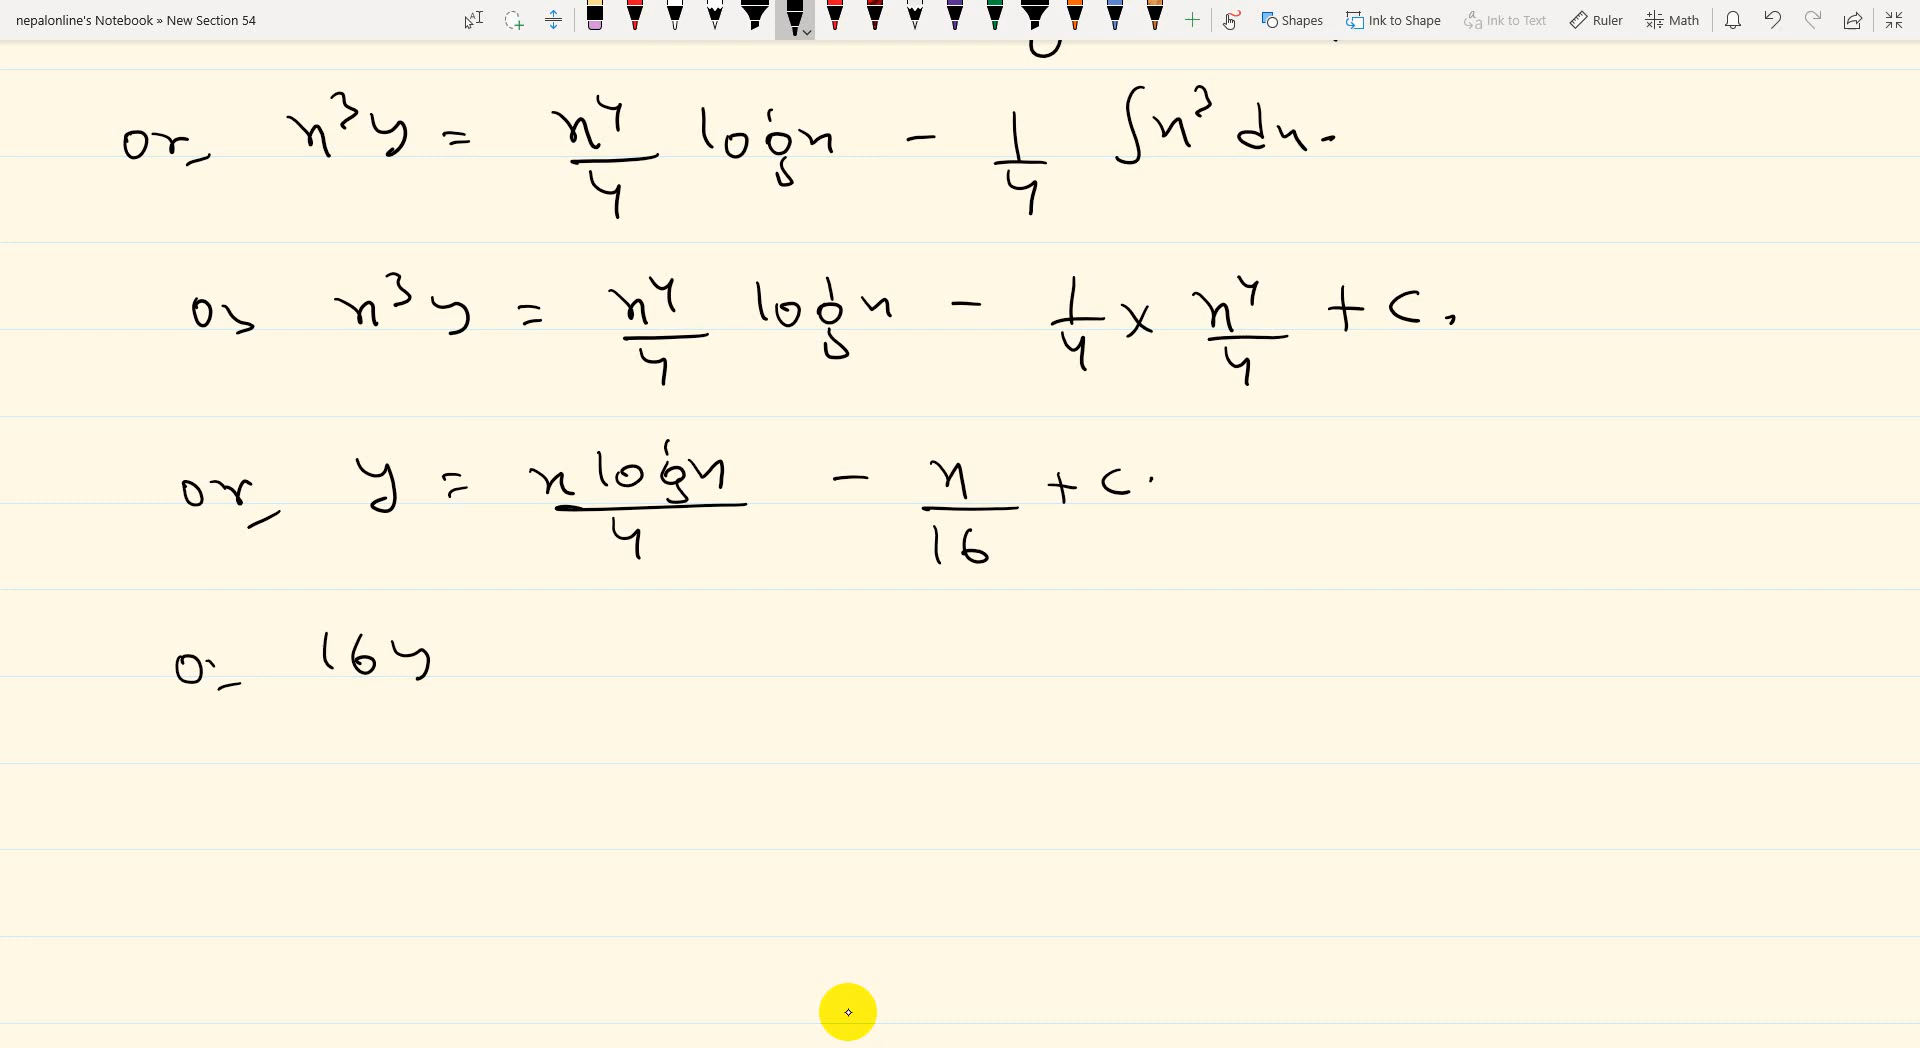 nepalonline's Notebook » New Section 54
Shapes Ink to Shape Ink to Text Ruler Math
or, x³y = x⁴/4 log x - 1/4 ∫x³ dx.
or x³y = x⁴/4 log x - 1/4 × x⁴/4 + c.
or, y = x log x/4 - x/16 + c.
or 16y